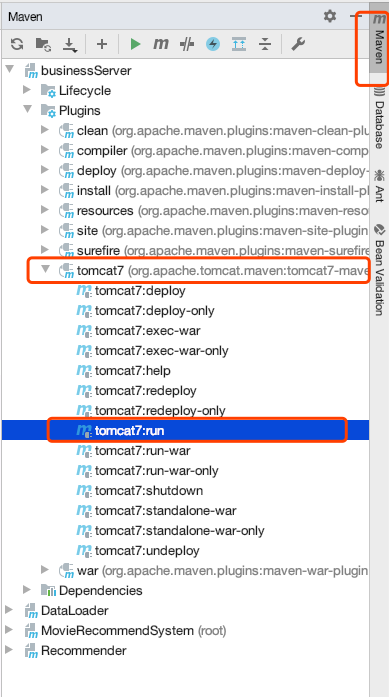 Maven
businessServer
Lifecycle
Plugins
clean (org.apache.maven.plugins:maven-clean-plu
compiler (org.apache.maven.plugins:maven-comp
deploy (org.apache.maven.plugins:maven-deploy-
install (org.apache.maven.plugins:maven-install-pl
resources (org.apache.maven.plugins:maven-reso
site (org.apache.maven.plugins:maven-site-plugin
surefire (org.apache.maven.plugins:maven-surefire
tomcat7 (org.apache.tomcat.maven:tomcat7-mave
tomcat7:deploy
tomcat7:deploy-only
tomcat7:exec-war
tomcat7:exec-war-only
tomcat7:help
tomcat7:redeploy
tomcat7:redeploy-only
tomcat7:run
tomcat7:run-war
tomcat7:run-war-only
tomcat7:shutdown
tomcat7:standalone-war
tomcat7:standalone-war-only
tomcat7:undeploy
war (org.apache.maven.plugins:maven-war-plugin
Dependencies
DataLoader
MovieRecommendSystem (root)
Recommender
Maven
Database
Ant
Bean Validation